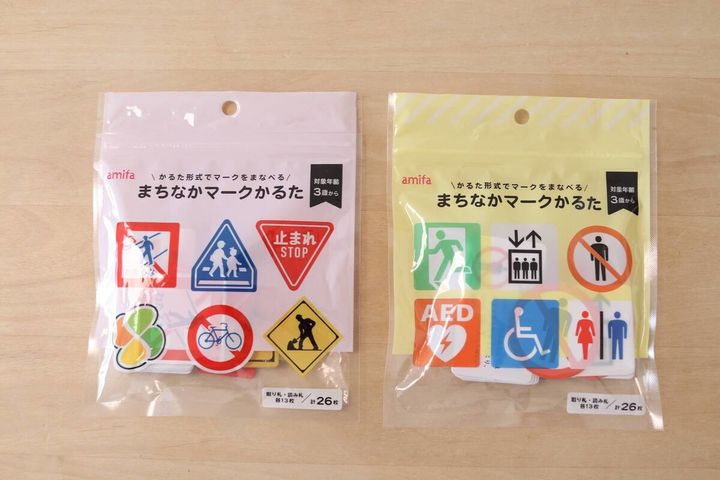 amifa
\かるた形式でマークをまなべる/
まちなかマークかるた
対象年齢
3歳から
止まれ
STOP
取り札・読み札
各13枚
計26枚
amifa
\かるた形式でマークをまなべる/
まちなかマークかるた
対象年齢
3歳から
AED
取り札・読み札
各13枚
計26枚